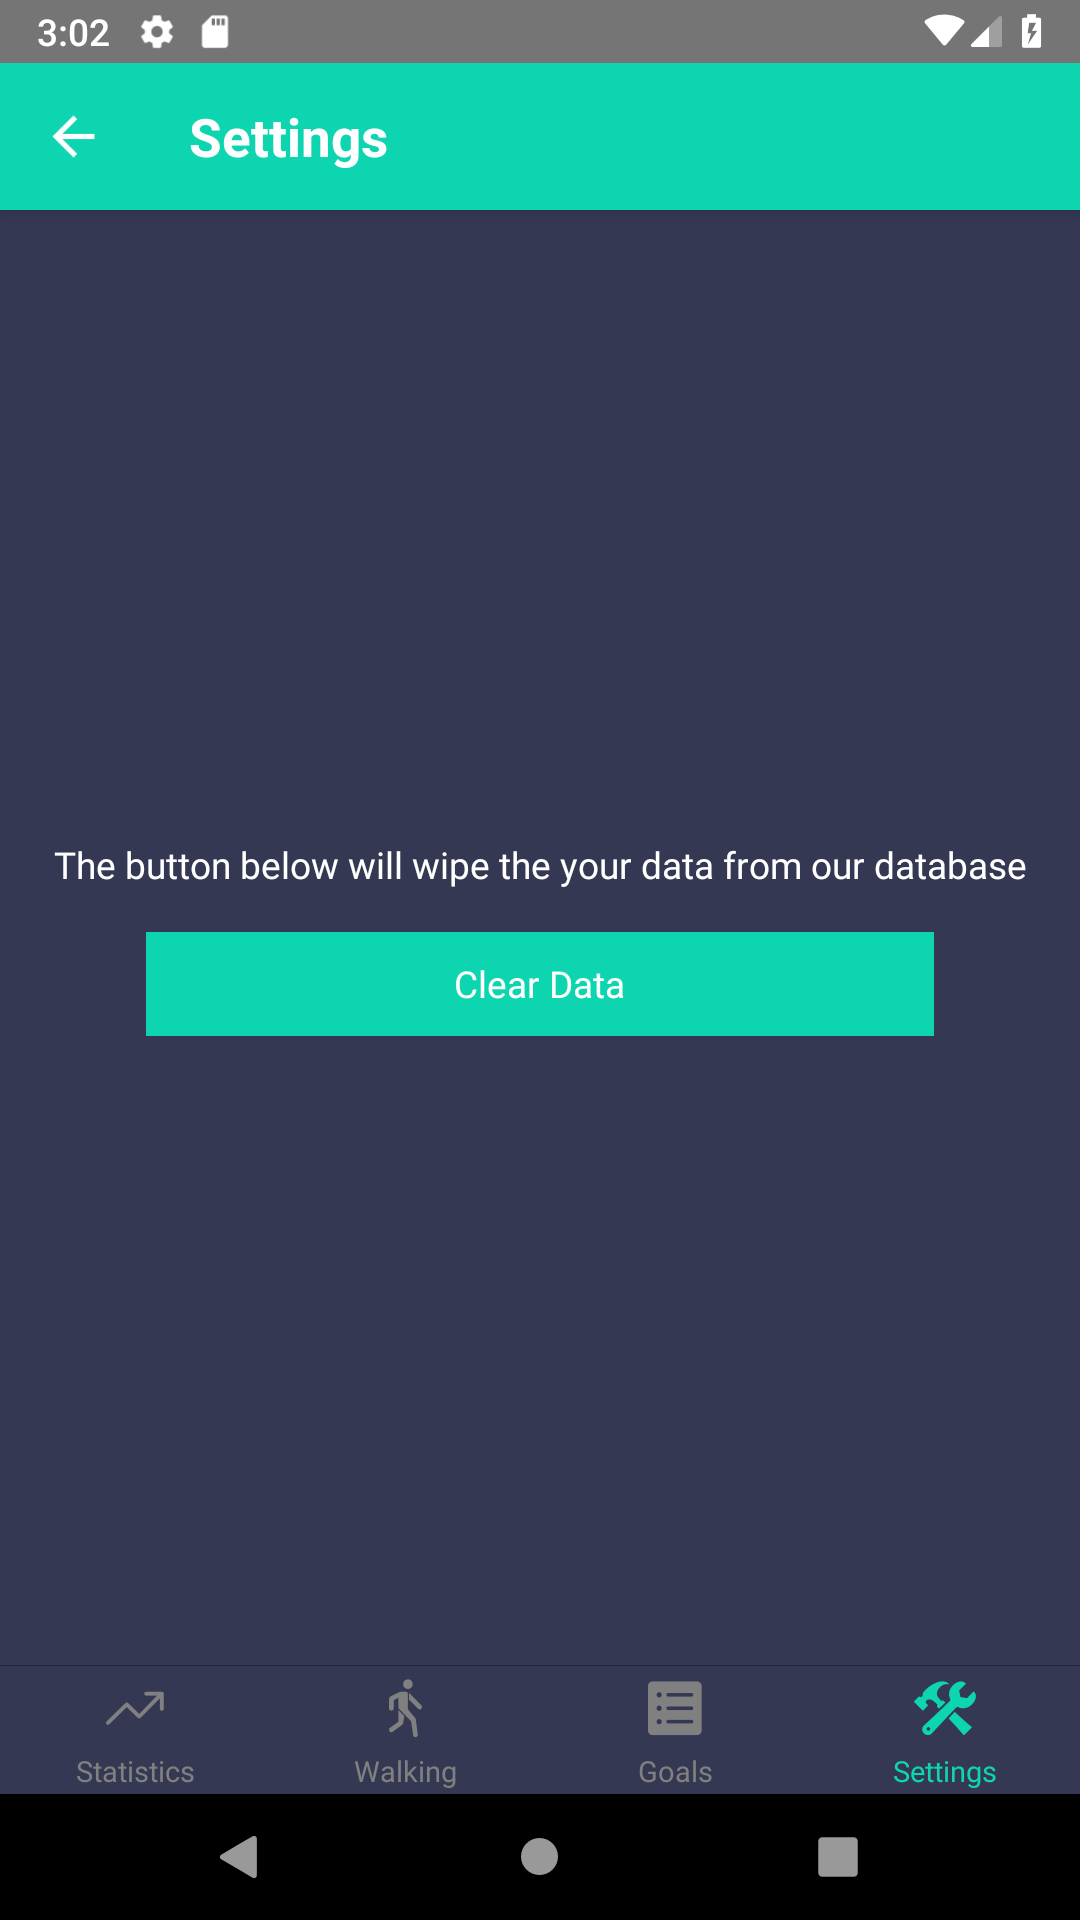 3:02
Settings
The button below will wipe the your data from our database
Clear Data
Statistics
Walking
Goals
Settings